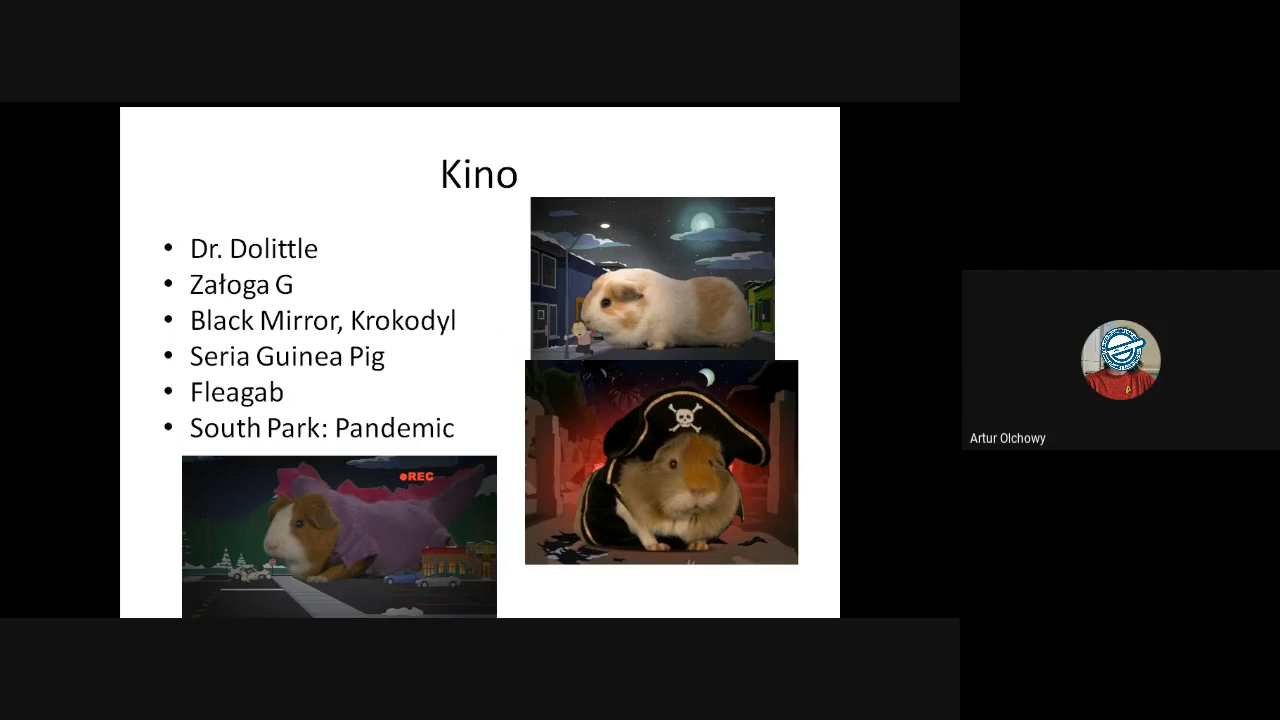 Kino
• Dr. Dolittle
• Załoga G
• Black Mirror, Krokodyl
• Seria Guinea Pig
• Fleagab
• South Park: Pandemic
REC
Artur Olchowy